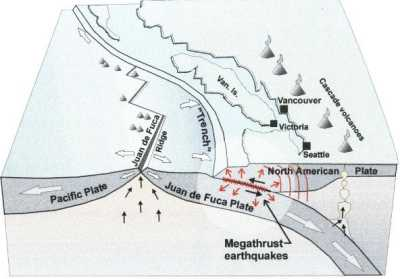 Van. Is.
Cascade volcanoes
Vancouver
Victoria
Seattle
"Trench"
Juan de Fuca
Ridge
North American Plate
Pacific Plate
Juan de Fuca Plate
Megathrust
earthquakes